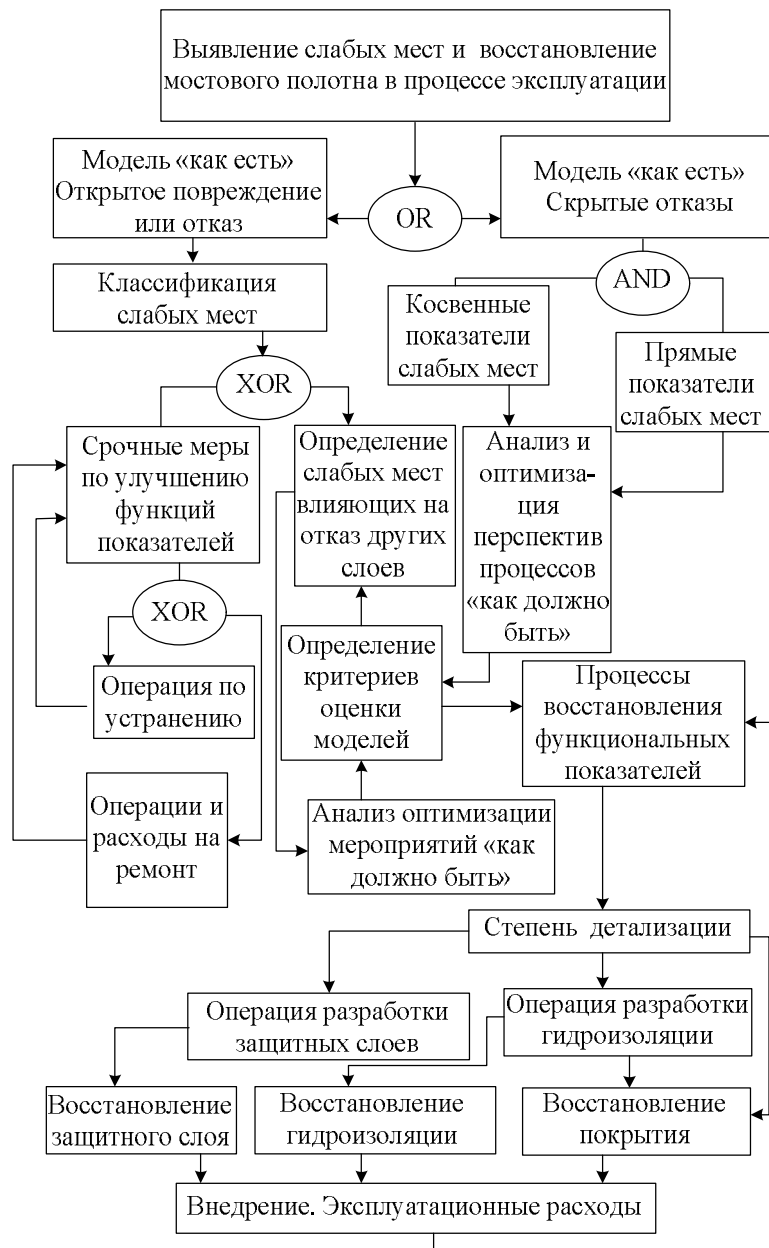 Выявление слабых мест и восстановление
мостового полотна в процессе эксплуатации
Модель «как есть»
Открытое повреждение
или отказ
OR
Модель «как есть»
Скрытые отказы
Классификация
слабых мест
AND
Косвенные
показатели
слабых мест
Прямые
показатели
слабых мест
XOR
Срочные меры
по улучшению
функций
показателей
Определение
слабых мест
влияющих на
отказ других
слоев
Анализ и
оптимиза-
ция
перспектив
процессов
«как должно
быть»
XOR
Операция по
устранению
Определение
критериев
оценки
моделей
Процессы
восстановления
функциональных
показателей
Операции и
расходы на
ремонт
Анализ оптимизации
мероприятий «как
должно быть»
Степень детализации
Операция разработки
защитных слоев
Операция разработки
гидроизоляции
Восстановление
защитного слоя
Восстановление
гидроизоляции
Восстановление
покрытия
Внедрение. Эксплуатационные расходы